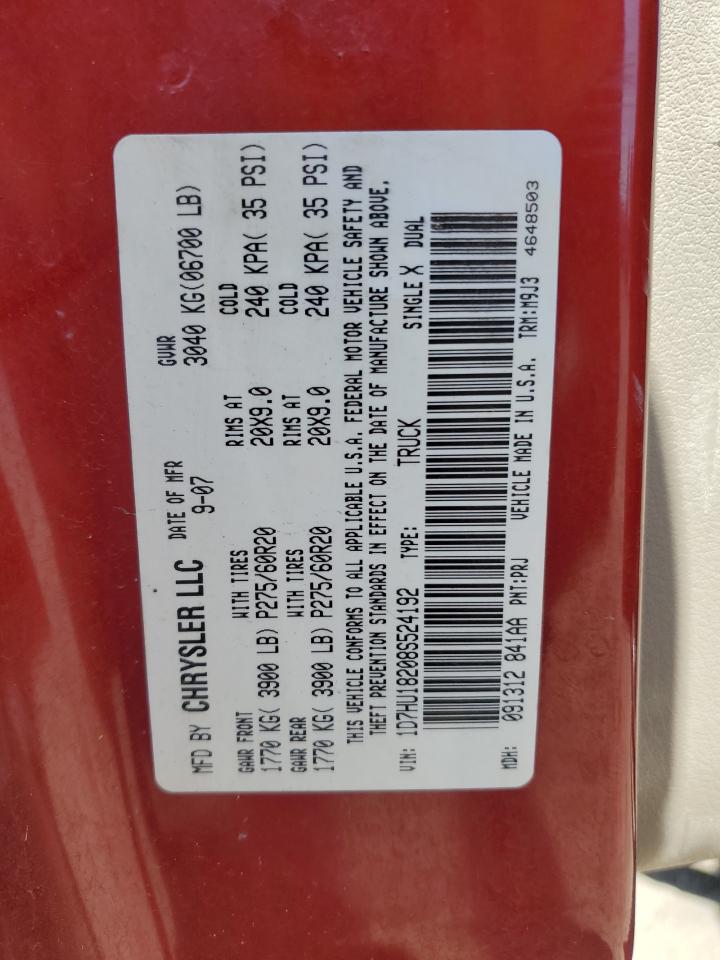 MFD BY CHRYSLER LLC DATE OF MFR 9-07 GVWR 3040 KG(06700 LB)
GAWR FRONT WITH TIRES RIMS AT COLD
1770 KG( 3900 LB) P275/60R20 20X9.0 240 KPA( 35 PSI)
GAWR REAR WITH TIRES RIMS AT COLD
1770 KG( 3900 LB) P275/60R20 20X9.0 240 KPA( 35 PSI)
THIS VEHICLE CONFORMS TO ALL APPLICABLE U.S.A. FEDERAL MOTOR VEHICLE SAFETY AND
THEFT PREVENTION STANDARDS IN EFFECT ON THE DATE OF MANUFACTURE SHOWN ABOVE.
VIN: 1D7HU18208S524192 TYPE: TRUCK SINGLE X DUAL
MDH: 091312 841AA PNT:PRJ VEHICLE MADE IN U.S.A. TRM:M9J3 4648503